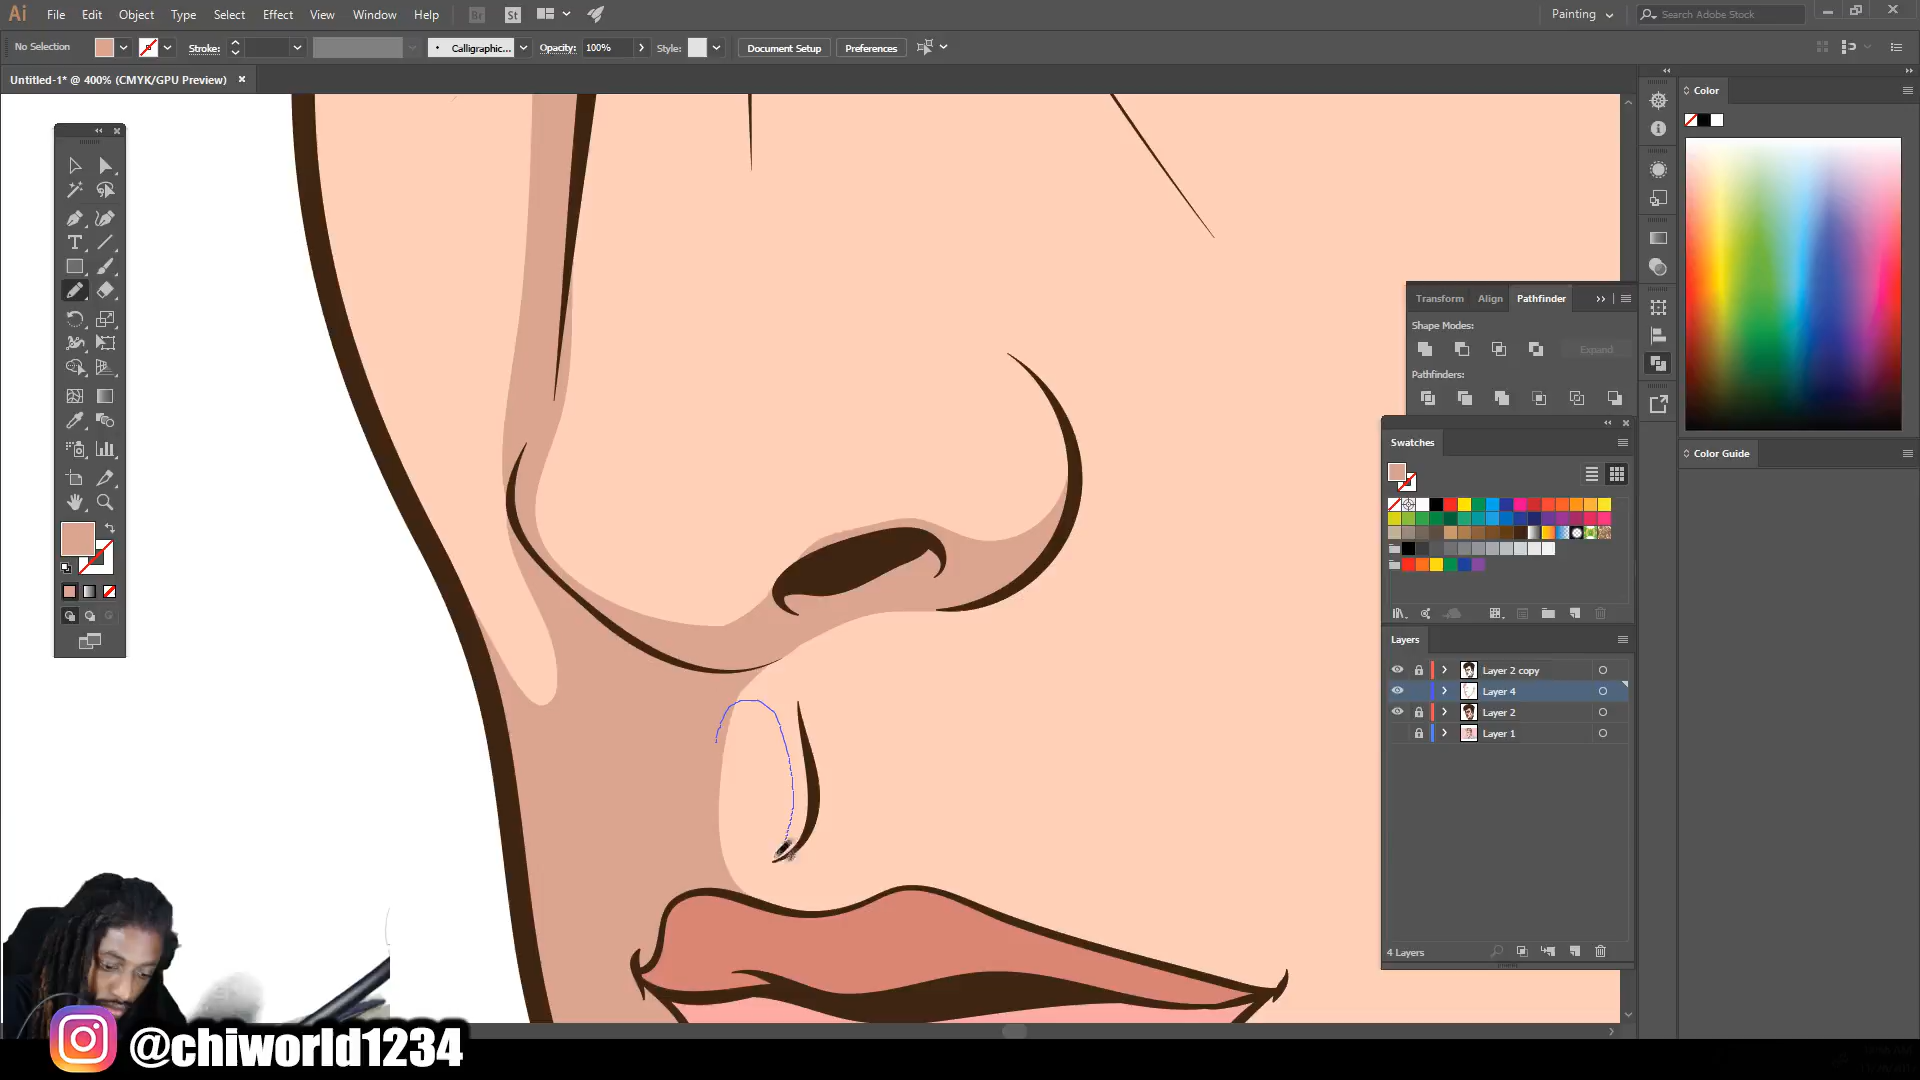 Ai File Edit Object Type Select Effect View Window Help Br St Painting Search Adobe Stock
No Selection Stroke: Calligraphic... Opacity: 100% Style: Document Setup Preferences
Untitled-1* @ 400% (CMYK/GPU Preview)
Color
Transform Align Pathfinder
Shape Modes:
Expand
Pathfinders:
Swatches
Color Guide
Layers
Layer 2 copy
Layer 4
Layer 2
Layer 1
4 Layers
@chiworld1234